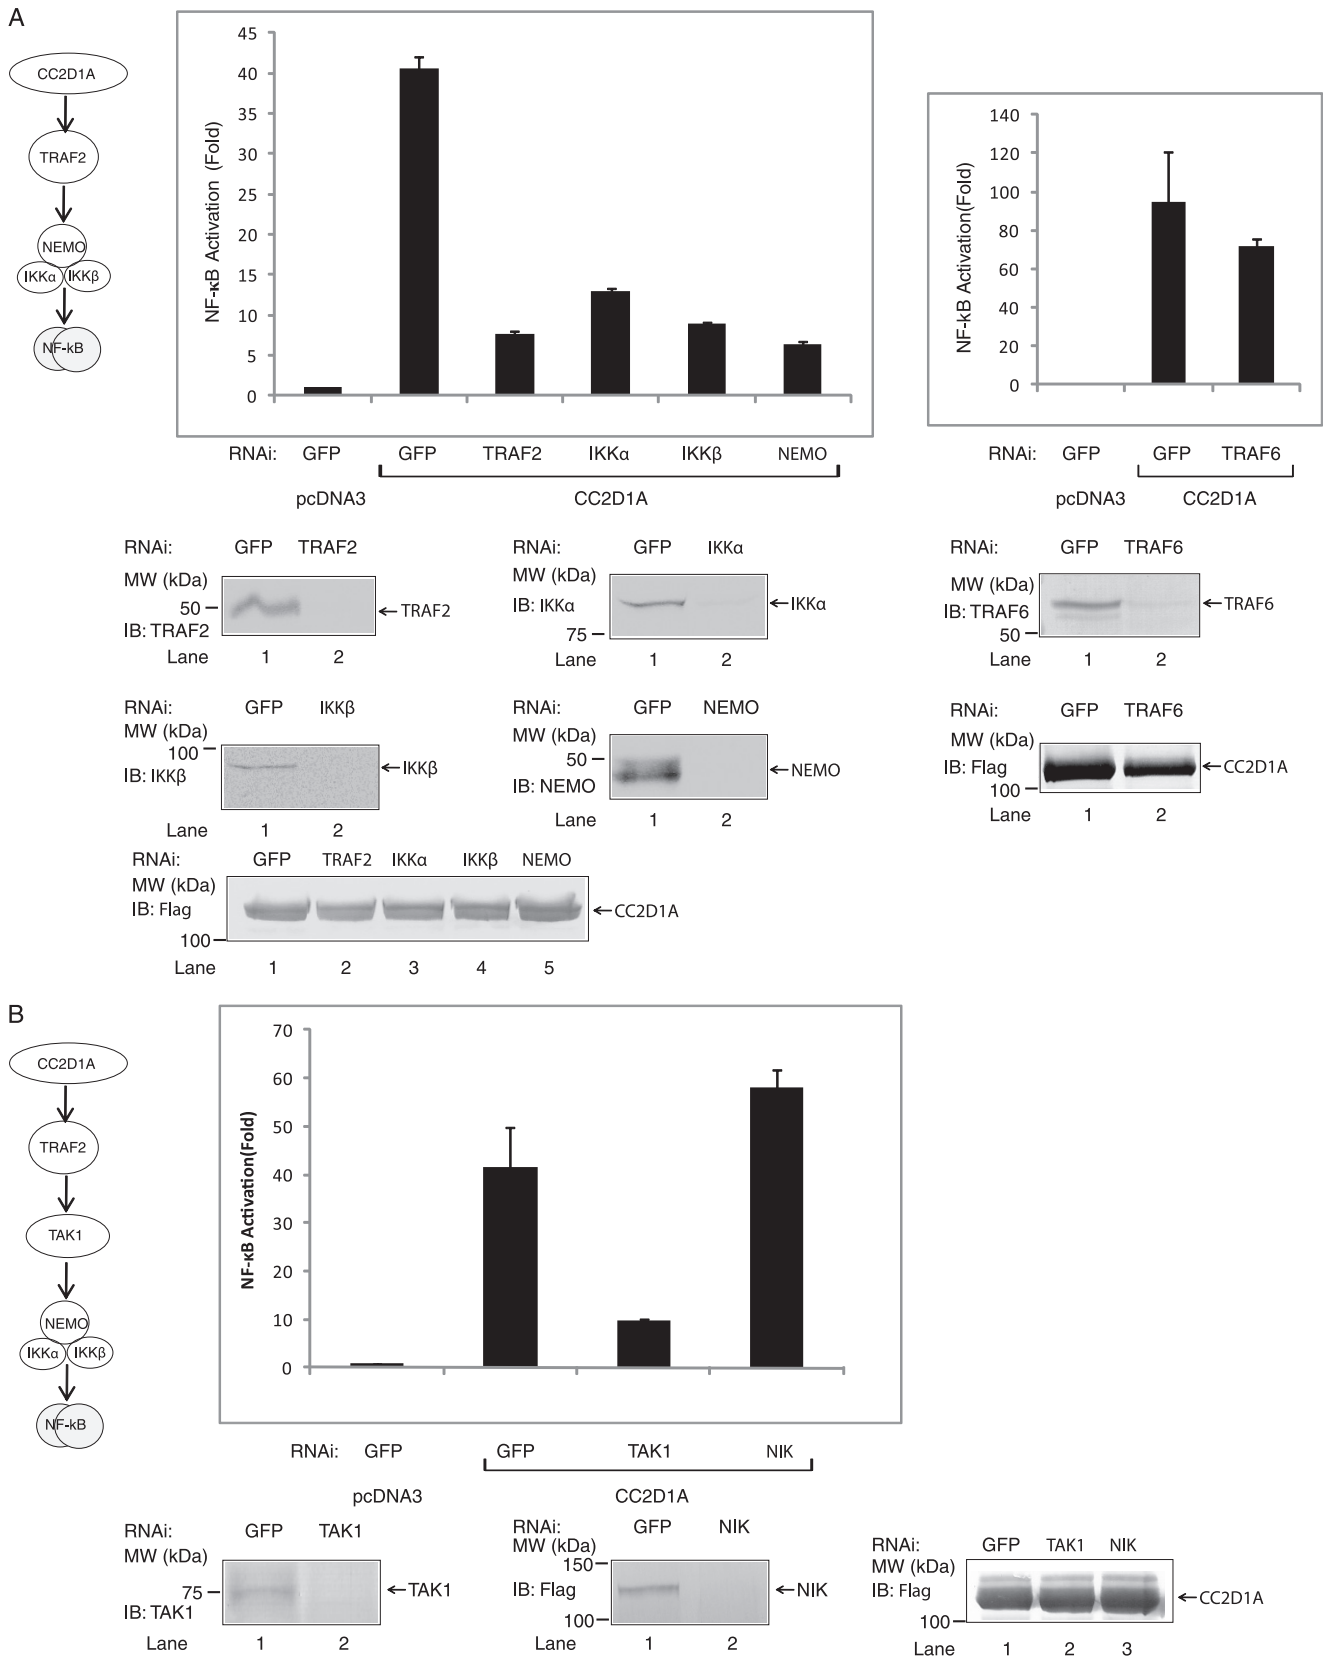 A
CC2D1A
TRAF2
NEMO
IKKα IKKβ
NF-kB
NF-κB Activation (Fold)
45
40
35
30
25
20
15
10
5
0
RNAi: GFP GFP TRAF2 IKKα IKKβ NEMO
pcDNA3 CC2D1A
NF-kB Activation(Fold)
140
120
100
80
60
40
20
0
RNAi: GFP GFP TRAF6
pcDNA3 CC2D1A
RNAi: GFP TRAF2
MW (kDa)
50
IB: TRAF2
TRAF2
Lane 1 2
RNAi: GFP IKKα
MW (kDa)
IB: IKKα
IKKα
75
Lane 1 2
RNAi: GFP TRAF6
MW (kDa)
IB: TRAF6
TRAF6
50
Lane 1 2
RNAi: GFP IKKβ
MW (kDa)
100
IB: IKKβ
IKKβ
Lane 1 2
RNAi: GFP NEMO
MW (kDa)
50
IB: NEMO
NEMO
Lane 1 2
RNAi: GFP TRAF6
MW (kDa)
IB: Flag
CC2D1A
100
Lane 1 2
RNAi: GFP TRAF2 IKKα IKKβ NEMO
MW (kDa)
IB: Flag
CC2D1A
100
Lane 1 2 3 4 5
B
CC2D1A
TRAF2
TAK1
NEMO
IKKα IKKβ
NF-kB
NF-κB Activation(Fold)
70
60
50
40
30
20
10
0
RNAi: GFP GFP TAK1 NIK
pcDNA3 CC2D1A
RNAi: GFP TAK1
MW (kDa)
75
IB: TAK1
TAK1
Lane 1 2
RNAi: GFP NIK
MW (kDa)
150
IB: Flag
NIK
100
Lane 1 2
RNAi: GFP TAK1 NIK
MW (kDa)
IB: Flag
CC2D1A
100
Lane 1 2 3